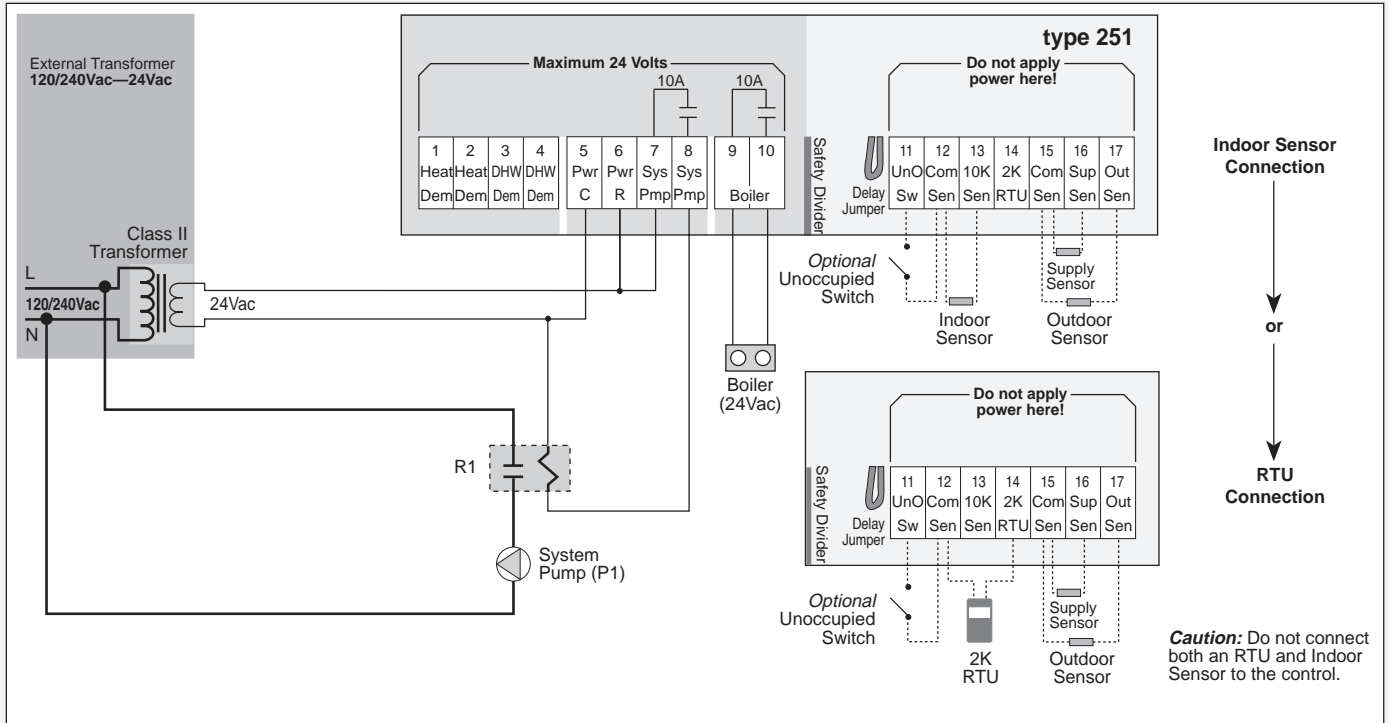 External Transformer
120/240Vac—24Vac
type 251
Maximum 24 Volts
10A
10A
Do not apply
power here!
1 2 3 4 5 6 7 8 9 10
Heat Heat DHW DHW Pwr Pwr Sys Sys
Dem Dem Dem Dem C R Pmp Pmp Boiler
Safety Divider
Delay
Jumper
11 12 13 14 15 16 17
UnO Com 10K 2K Com Sup Out
Sw Sen Sen RTU Sen Sen Sen
Indoor Sensor
Connection
Class II
Transformer
L
120/240Vac
N
24Vac
Optional
Unoccupied
Switch
Indoor
Sensor
Supply
Sensor
Outdoor
Sensor
or
Boiler
(24Vac)
Do not apply
power here!
R1
Safety Divider
Delay
Jumper
11 12 13 14 15 16 17
UnO Com 10K 2K Com Sup Out
Sw Sen Sen RTU Sen Sen Sen
RTU
Connection
System
Pump (P1)
Optional
Unoccupied
Switch
2K
RTU
Supply
Sensor
Outdoor
Sensor
Caution: Do not connect
both an RTU and Indoor
Sensor to the control.